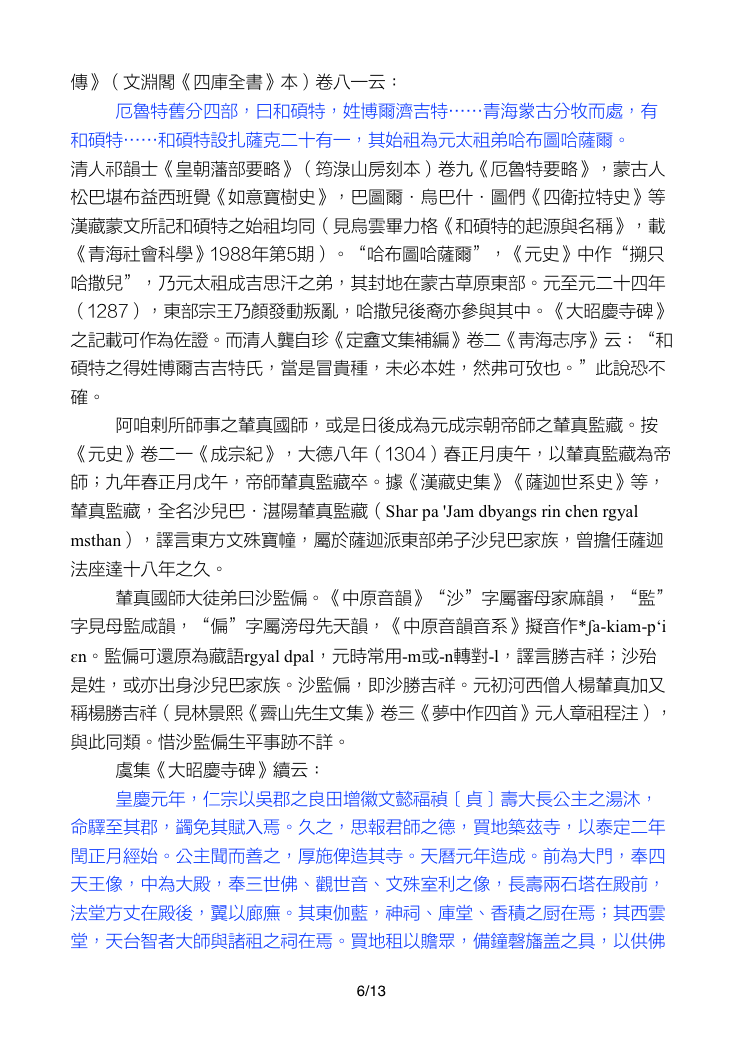 傳》（文淵閣《四庫全書》本）卷八一云：
厄魯特舊分四部，曰和碩特，姓博爾濟吉特……青海蒙古分牧而處，有
和碩特……和碩特設扎薩克二十有一，其始祖為元太祖弟哈布圖哈薩爾。
清人祁韻士《皇朝藩部要略》（筠淥山房刻本）卷九《厄魯特要略》，蒙古人
松巴堪布益西班覺《如意寶樹史》，巴圖爾．烏巴什．圖們《四衛拉特史》等
漢藏蒙文所記和碩特之始祖均同（見烏雲畢力格《和碩特的起源與名稱》，載
《青海社會科學》1988年第5期）。“哈布圖哈薩爾”，《元史》中作“搠只
哈撒兒”，乃元太祖成吉思汗之弟，其封地在蒙古草原東部。元至元二十四年
（1287），東部宗王乃顏發動叛亂，哈撒兒後裔亦參與其中。《大昭慶寺碑》
之記載可作為佐證。而清人龔自珍《定盦文集補編》卷二《靑海志序》云：“和
碩特之得姓博爾吉吉特氏，當是冒貴種，未必本姓，然弗可攷也。”此說恐不
確。
阿咱剌所師事之輦真國師，或是日後成為元成宗朝帝師之輦真監藏。按
《元史》卷二一《成宗紀》，大德八年（1304）春正月庚午，以輦真監藏為帝
師；九年春正月戊午，帝師輦真監藏卒。據《漢藏史集》《薩迦世系史》等，
輦真監藏，全名沙兒巴．湛陽輦真監藏（Shar pa 'Jam dbyangs rin chen rgyal
msthan），譯言東方文殊寶幢，屬於薩迦派東部弟子沙兒巴家族，曾擔任薩迦
法座達十八年之久。
輦真國師大徒弟曰沙監偏。《中原音韻》“沙”字屬審母家麻韻，“監”
字見母監咸韻，“偏”字屬滂母先天韻，《中原音韻音系》擬音作*ʃa-kiam-pʻi
ɛn。監偏可還原為藏語rgyal dpal，元時常用-m或-n轉對-l，譯言勝吉祥；沙殆
是姓，或亦出身沙兒巴家族。沙監偏，即沙勝吉祥。元初河西僧人楊輦真加又
稱楊勝吉祥（見林景熙《霽山先生文集》卷三《夢中作四首》元人章祖程注），
與此同類。惜沙監偏生平事跡不詳。
虞集《大昭慶寺碑》續云：
皇慶元年，仁宗以吳郡之良田增徽文懿福禎［貞］壽大長公主之湯沐，
命驛至其郡，蠲免其賦入焉。久之，思報君師之德，買地築茲寺，以泰定二年
閏正月經始。公主聞而善之，厚施俾造其寺。天曆元年造成。前為大門，奉四
天王像，中為大殿，奉三世佛、觀世音、文殊室利之像，長壽兩石塔在殿前，
法堂方丈在殿後，翼以廊廡。其東伽藍，神祠、庫堂、香積之厨在焉；其西雲
堂，天台智者大師與諸祖之祠在焉。買地租以贍眾，備鐘磬旛盖之具，以供佛
6/13